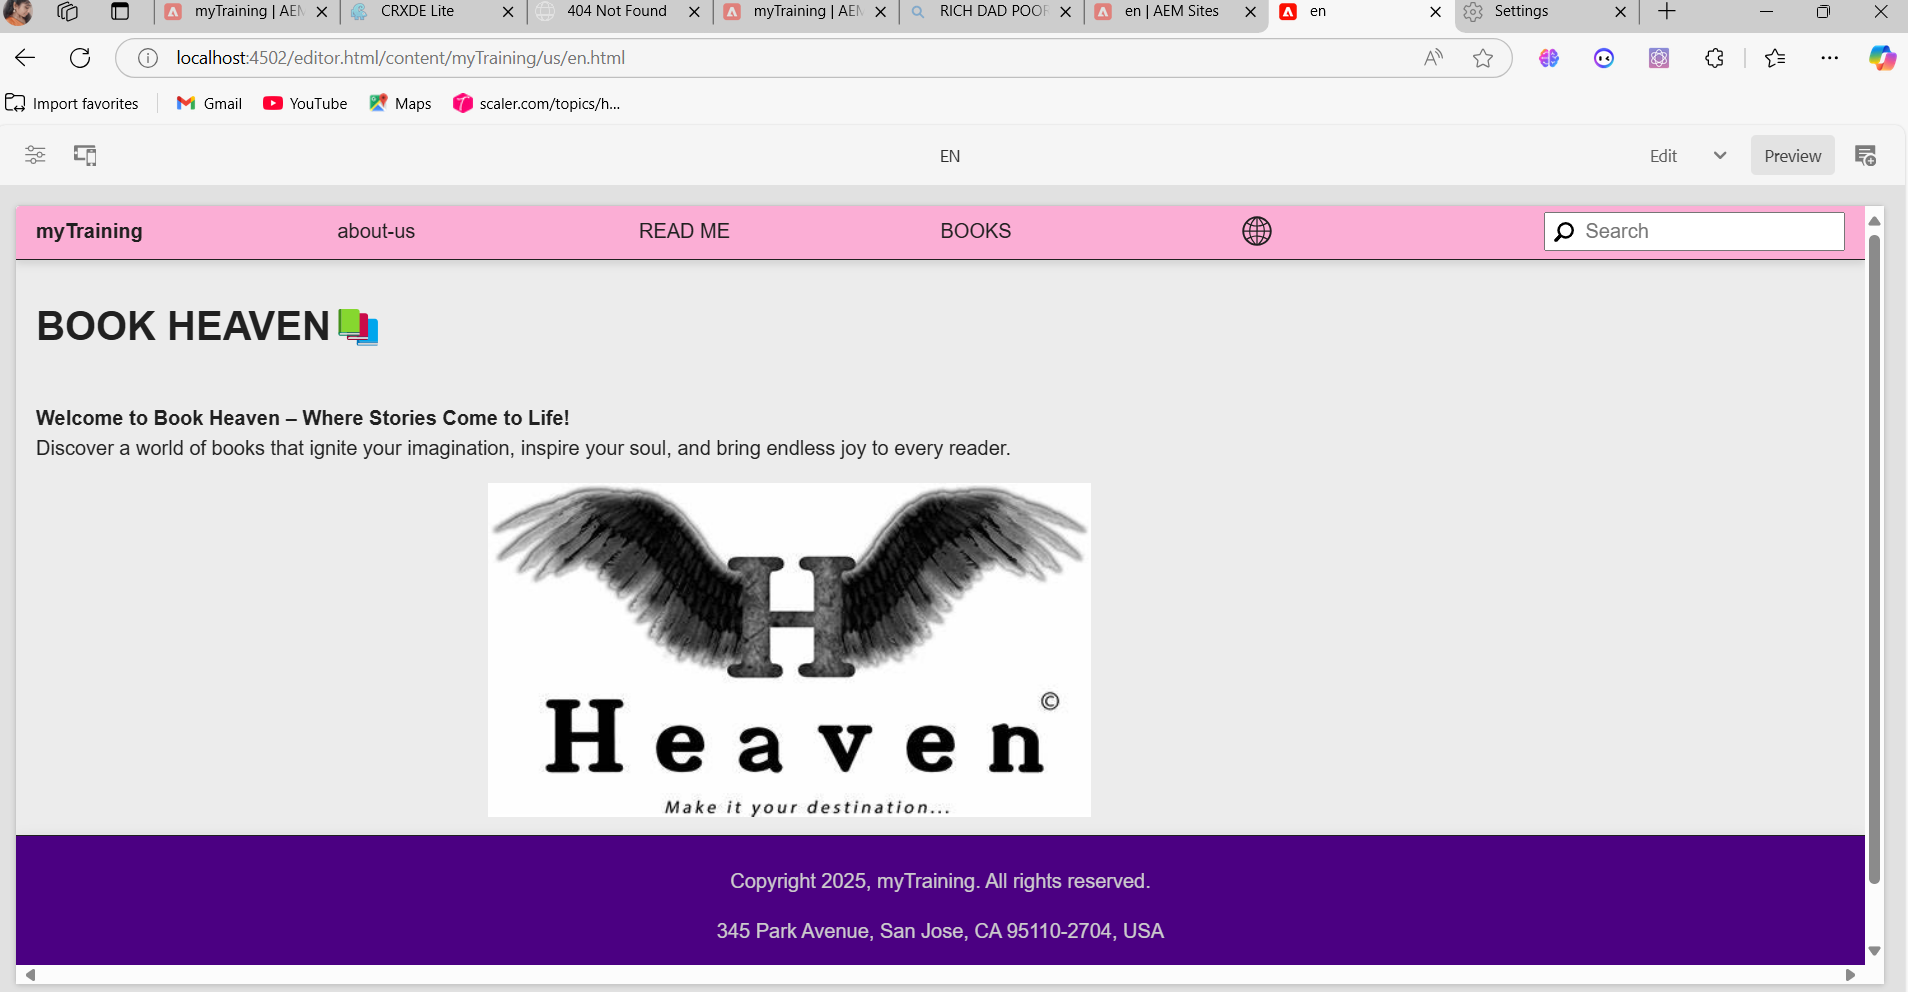 myTraining | AEM
CRXDE Lite
404 Not Found
myTraining | AEM
RICH DAD POOR
en | AEM Sites
en
Settings
localhost:4502/editor.html/content/myTraining/us/en.html
Import favorites
Gmail
YouTube
Maps
scaler.com/topics/h...
EN
Edit
Preview
myTraining
about-us
READ ME
BOOKS
Search
BOOK HEAVEN
Welcome to Book Heaven – Where Stories Come to Life!
Discover a world of books that ignite your imagination, inspire your soul, and bring endless joy to every reader.
H
Heaven©
Make it your destination...
Copyright 2025, myTraining. All rights reserved.
345 Park Avenue, San Jose, CA 95110-2704, USA